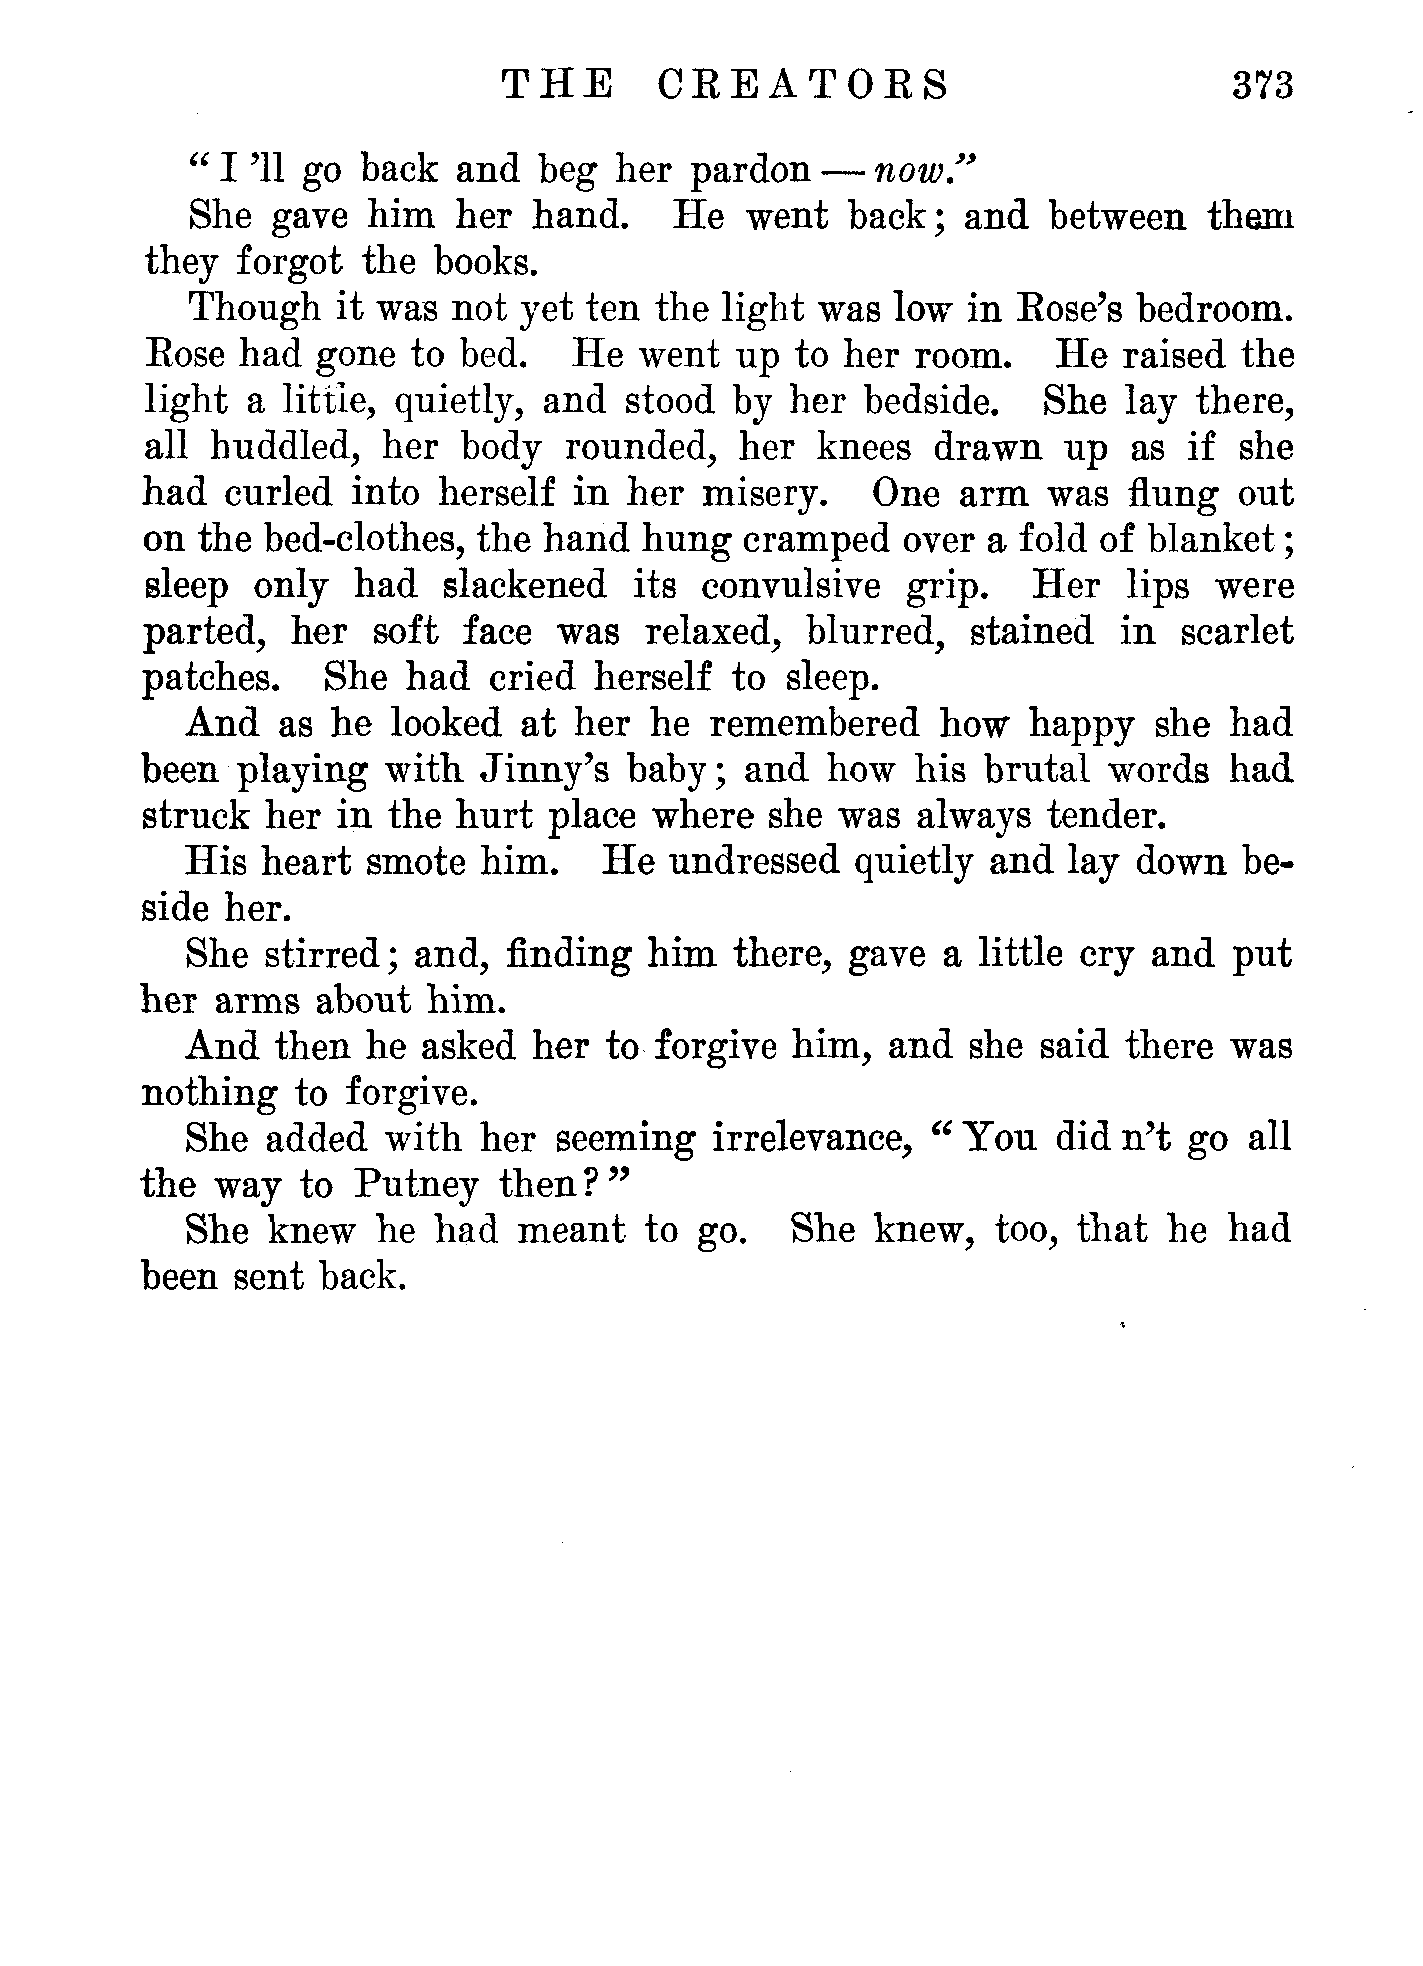 THE CREATORS 373
“I ’ll go back and beg her pardon — now.”
She gave him her hand. He went back; and between them
they forgot the books.
Though it was not yet ten the light was low in Rose’s bedroom.
Rose had gone to bed. He went up to her room. He raised the
light a little, quietly, and stood by her bedside. She lay there,
all huddled, her body rounded, her knees drawn up as if she
had curled into herself in her misery. One arm was flung out
on the bed-clothes, the hand hung cramped over a fold of blanket;
sleep only had slackened its convulsive grip. Her lips were
parted, her soft face was relaxed, blurred, stained in scarlet
patches. She had cried herself to sleep.
And as he looked at her he remembered how happy she had
been playing with Jinny’s baby; and how his brutal words had
struck her in the hurt place where she was always tender.
His heart smote him. He undressed quietly and lay down be-
side her.
She stirred; and, finding him there, gave a little cry and put
her arms about him.
And then he asked her to forgive him, and she said there was
nothing to forgive.
She added with her seeming irrelevance, “You did n’t go all
the way to Putney then?”
She knew he had meant to go. She knew, too, that he had
been sent back.